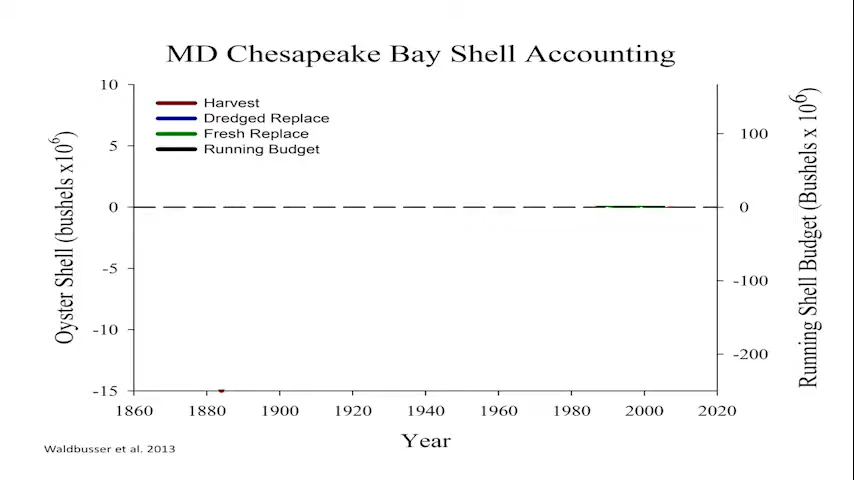 MD Chesapeake Bay Shell Accounting
Oyster Shell (bushels x10⁶)
10
5
0
-5
-10
-15
Harvest
Dredged Replace
Fresh Replace
Running Budget
100
0
-100
-200
Running Shell Budget (Bushels x 10⁶)
1860 1880 1900 1920 1940 1960 1980 2000 2020
Year
Waldbusser et al. 2013